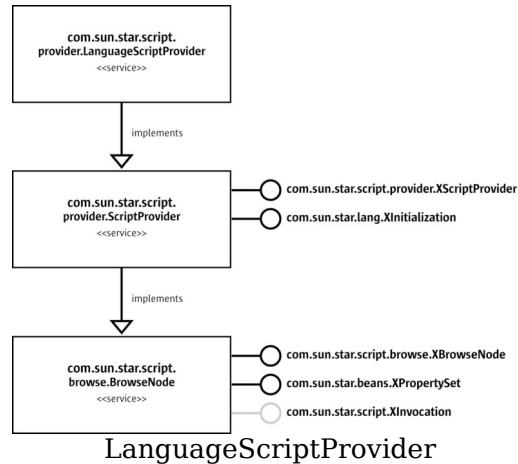 com.sun.star.script.
provider.LanguageScriptProvider
<<service>>
implements
com.sun.star.script.
provider.ScriptProvider
<<service>>
com.sun.star.script.provider.XScriptProvider
com.sun.star.lang.XInitialization
implements
com.sun.star.script.
browse.BrowseNode
<<service>>
com.sun.star.script.browse.XBrowseNode
com.sun.star.beans.XPropertySet
com.sun.star.script.XInvocation
LanguageScriptProvider